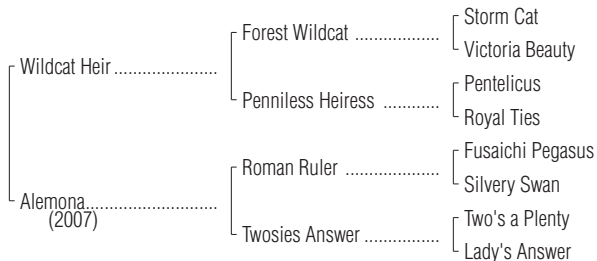 Storm Cat
Forest Wildcat ..................
Victoria Beauty
Wildcat Heir ......................
Pentelicus
Penniless Heiress ............
Royal Ties
Fusaichi Pegasus
Roman Ruler ....................
Silvery Swan
Alemona............................
(2007)
Two's a Plenty
Twosies Answer ................
Lady's Answer